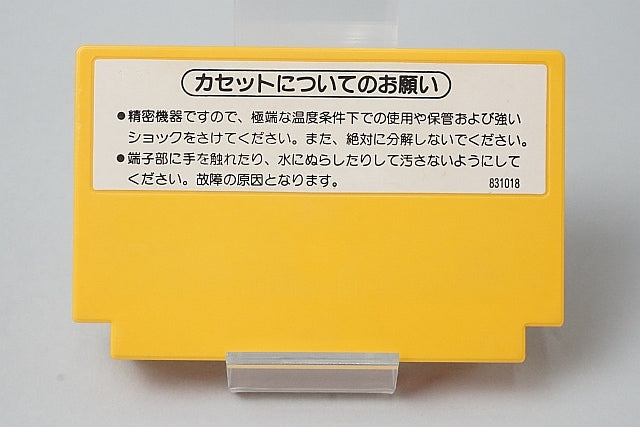 カセットについてのお願い
●精密機器ですので、極端な温度条件下での使用や保管および強い
ショックをさけてください。また、絶対に分解しないでください。
●端子部に手を触れたり、水にぬらしたりして汚さないようにして
ください。故障の原因となります。
831018